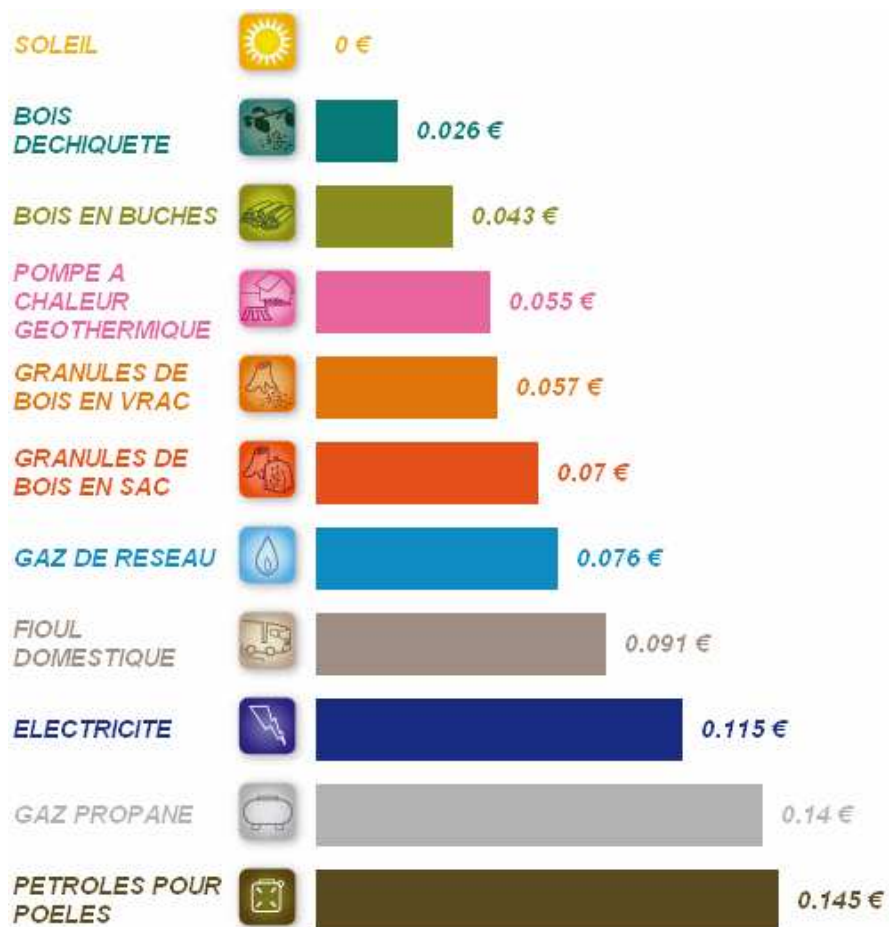 SOLEIL
0 €
BOIS
DECHIQUETE
0.026 €
BOIS EN BUCHES
0.043 €
POMPE A
CHALEUR
GEOTHERMIQUE
0.055 €
GRANULES DE
BOIS EN VRAC
0.057 €
GRANULES DE
BOIS EN SAC
0.07 €
GAZ DE RESEAU
0.076 €
FIOUL
DOMESTIQUE
0.091 €
ELECTRICITE
0.115 €
GAZ PROPANE
0.14 €
PETROLES POUR
POELES
0.145 €